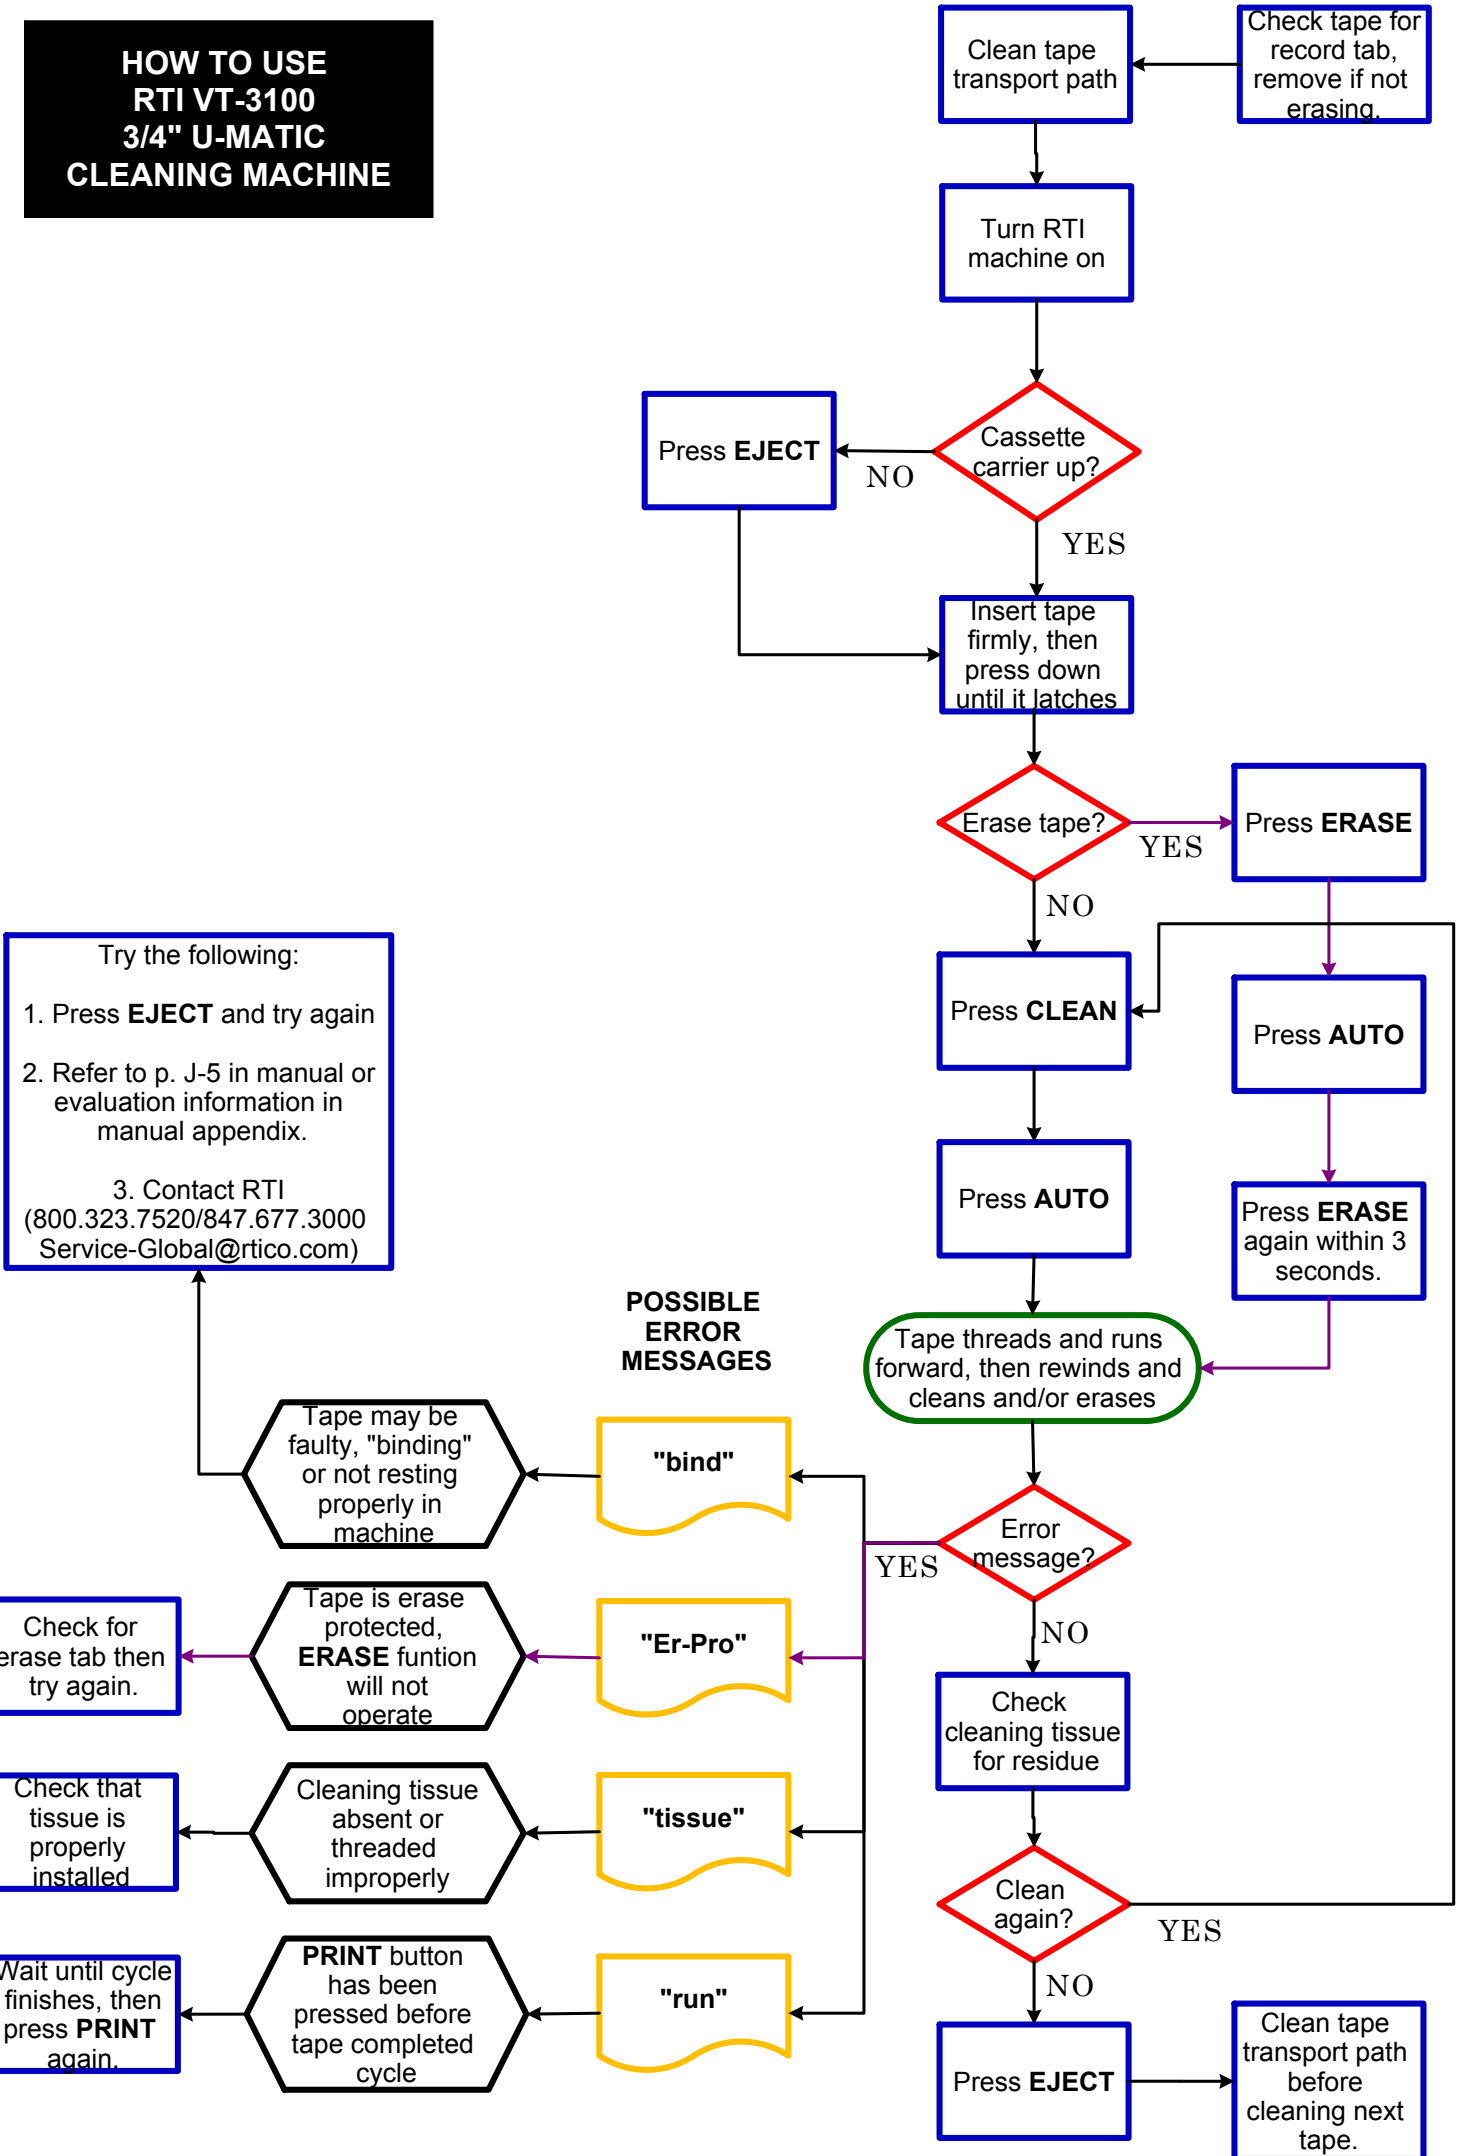 HOW TO USE
RTI VT-3100
3/4" U-MATIC
CLEANING MACHINE
Check tape for
record tab,
remove if not
erasing.
Clean tape
transport path
Turn RTI
machine on
Cassette
carrier up?
NO
Press EJECT
YES
Insert tape
firmly, then
press down
until it latches
Erase tape?
YES
Press ERASE
NO
Press CLEAN
Press AUTO
Press AUTO
Press ERASE
again within 3
seconds.
Tape threads and runs
forward, then rewinds and
cleans and/or erases
Error
message?
YES
NO
POSSIBLE
ERROR
MESSAGES
"bind"
Tape may be
faulty, "binding"
or not resting
properly in
machine
Try the following:
1. Press EJECT and try again
2. Refer to p. J-5 in manual or
evaluation information in
manual appendix.
3. Contact RTI
(800.323.7520/847.677.3000
Service-Global@rtico.com)
"Er-Pro"
Tape is erase
protected,
ERASE funtion
will not
operate
Check for
erase tab then
try again.
"tissue"
Cleaning tissue
absent or
threaded
improperly
Check that
tissue is
properly
installed
"run"
PRINT button
has been
pressed before
tape completed
cycle
Wait until cycle
finishes, then
press PRINT
again.
Check
cleaning tissue
for residue
Clean
again?
YES
NO
Press EJECT
Clean tape
transport path
before
cleaning next
tape.